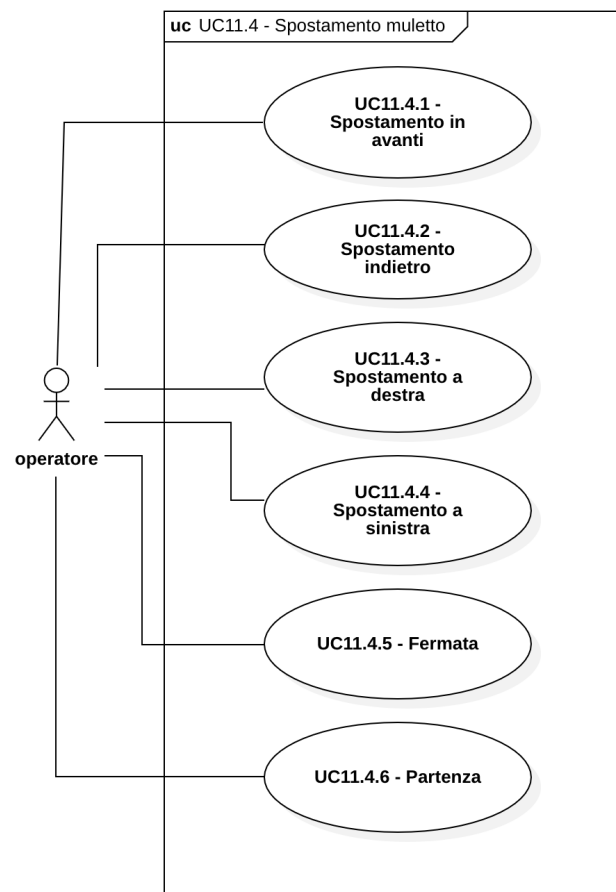 uc UC11.4 - Spostamento muletto
UC11.4.1 -
Spostamento in
avanti
UC11.4.2 -
Spostamento
indietro
UC11.4.3 -
Spostamento a
destra
operatore
UC11.4.4 -
Spostamento a
sinistra
UC11.4.5 - Fermata
UC11.4.6 - Partenza